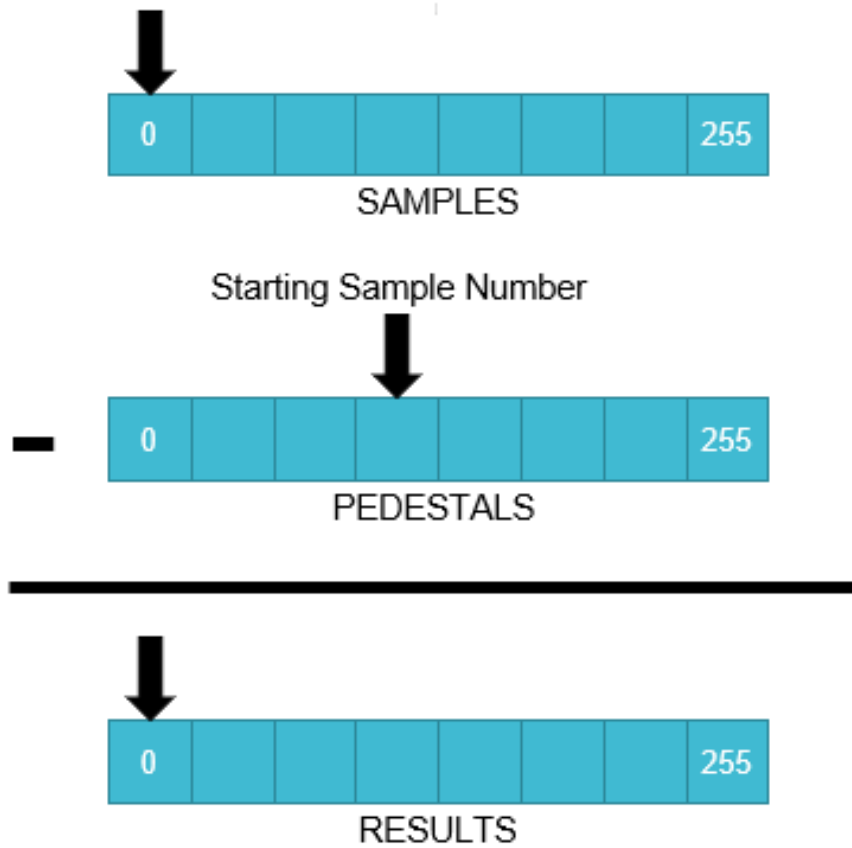 0 255
SAMPLES
Starting Sample Number
0 255
PEDESTALS
0 255
RESULTS